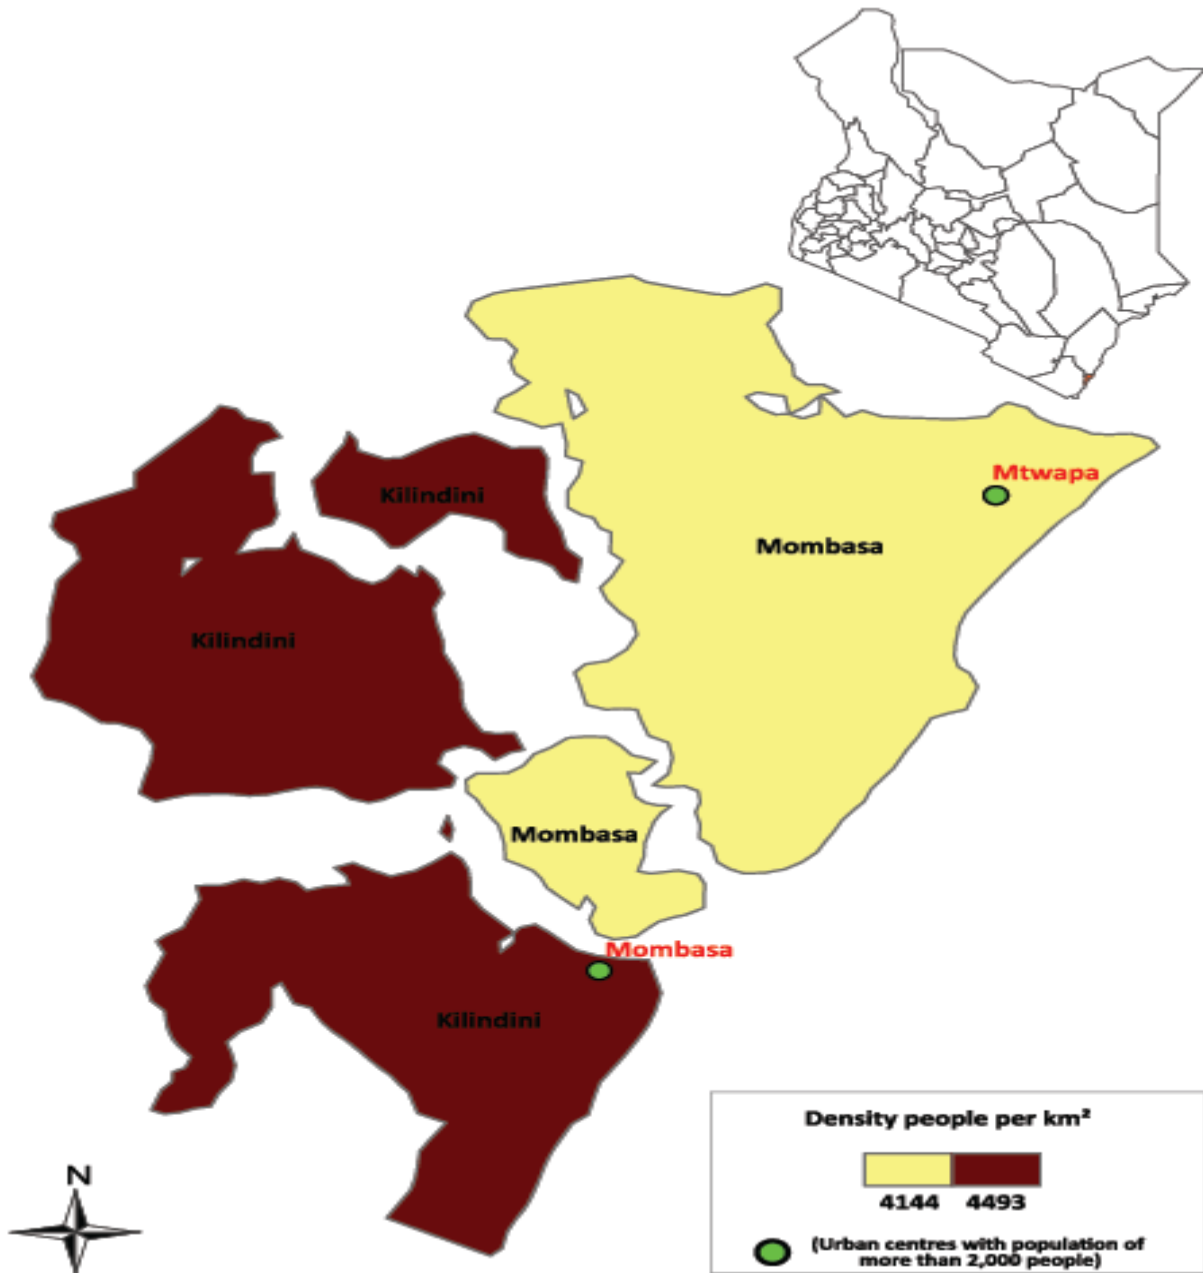 Mtwapa
Kilindini
Mombasa
Kilindini
Mombasa
Mombasa
Kilindini
Density people per km²
4144 4493
N
(Urban centres with population of
more than 2,000 people)